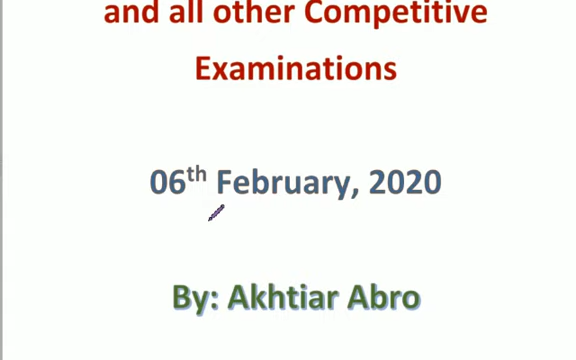 and all other Competitive
Examinations
06th February, 2020
By: Akhtiar Abro